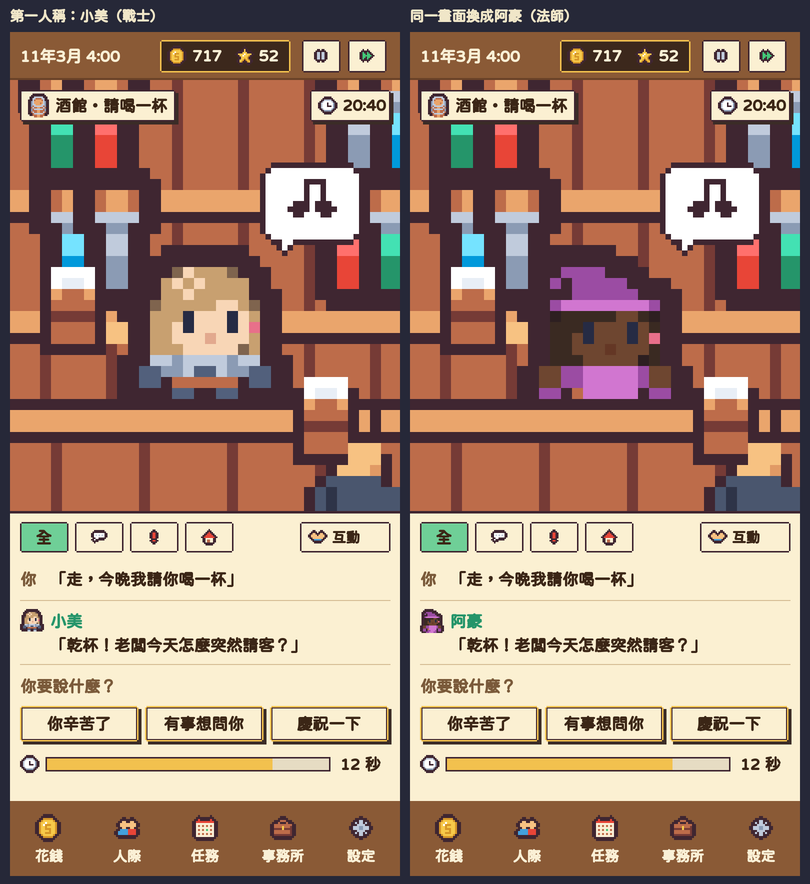 第一人稱：小美（戰士）
11年3月 4:00
717
52
酒館・請喝一杯
20:40
全
互動
你 「走，今晚我請你喝一杯」
小美
「乾杯！老闆今天怎麼突然請客？」
你要說什麼？
你辛苦了
有事想問你
慶祝一下
12 秒
花錢
人際
任務
事務所
設定
同一畫面換成阿豪（法師）
11年3月 4:00
717
52
酒館・請喝一杯
20:40
全
互動
你 「走，今晚我請你喝一杯」
阿豪
「乾杯！老闆今天怎麼突然請客？」
你要說什麼？
你辛苦了
有事想問你
慶祝一下
12 秒
花錢
人際
任務
事務所
設定